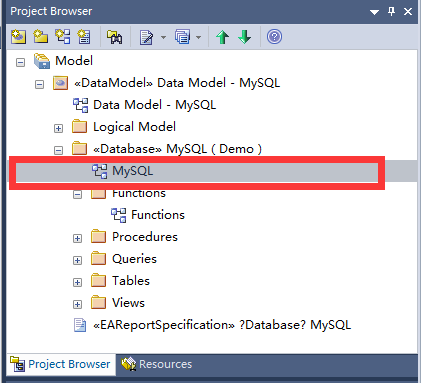 Project Browser
Model
«DataModel» Data Model - MySQL
Data Model - MySQL
Logical Model
«Database» MySQL ( Demo )
MySQL
Functions
Functions
Procedures
Queries
Tables
Views
«EAReportSpecification» ?Database? MySQL
Project Browser Resources